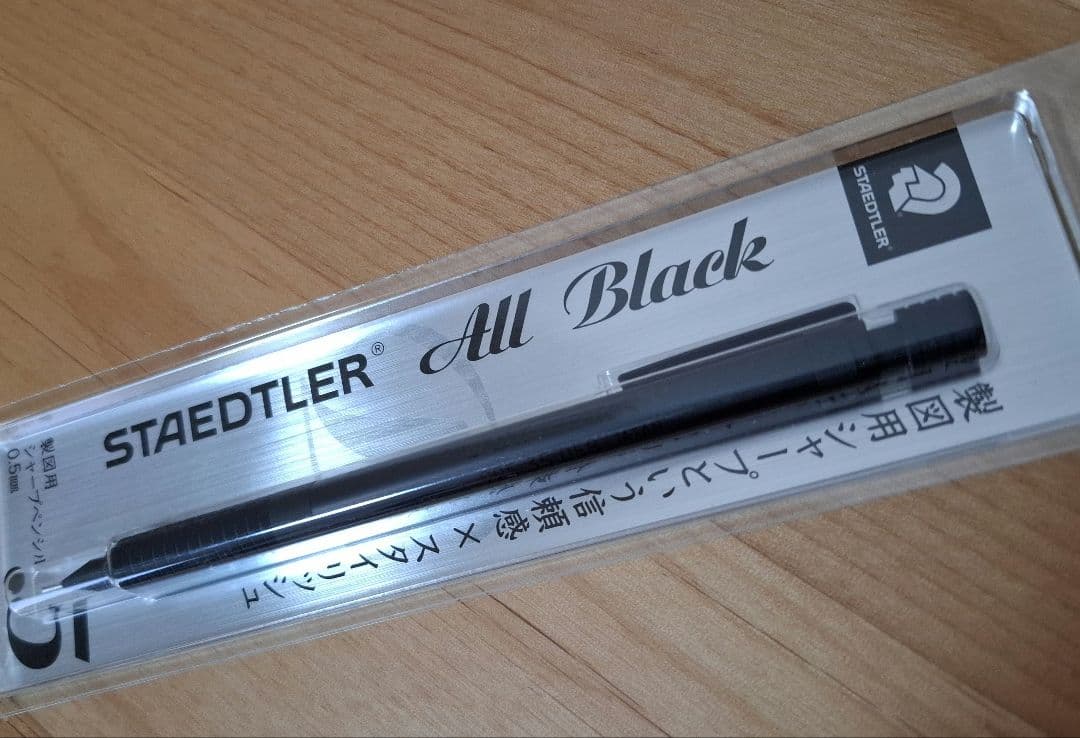 STAEDTLER
STAEDTLER® All Black
製図用シャープという信頼感×スタイリッシュ
製図用
シャープペンシル
0.5mm
.5